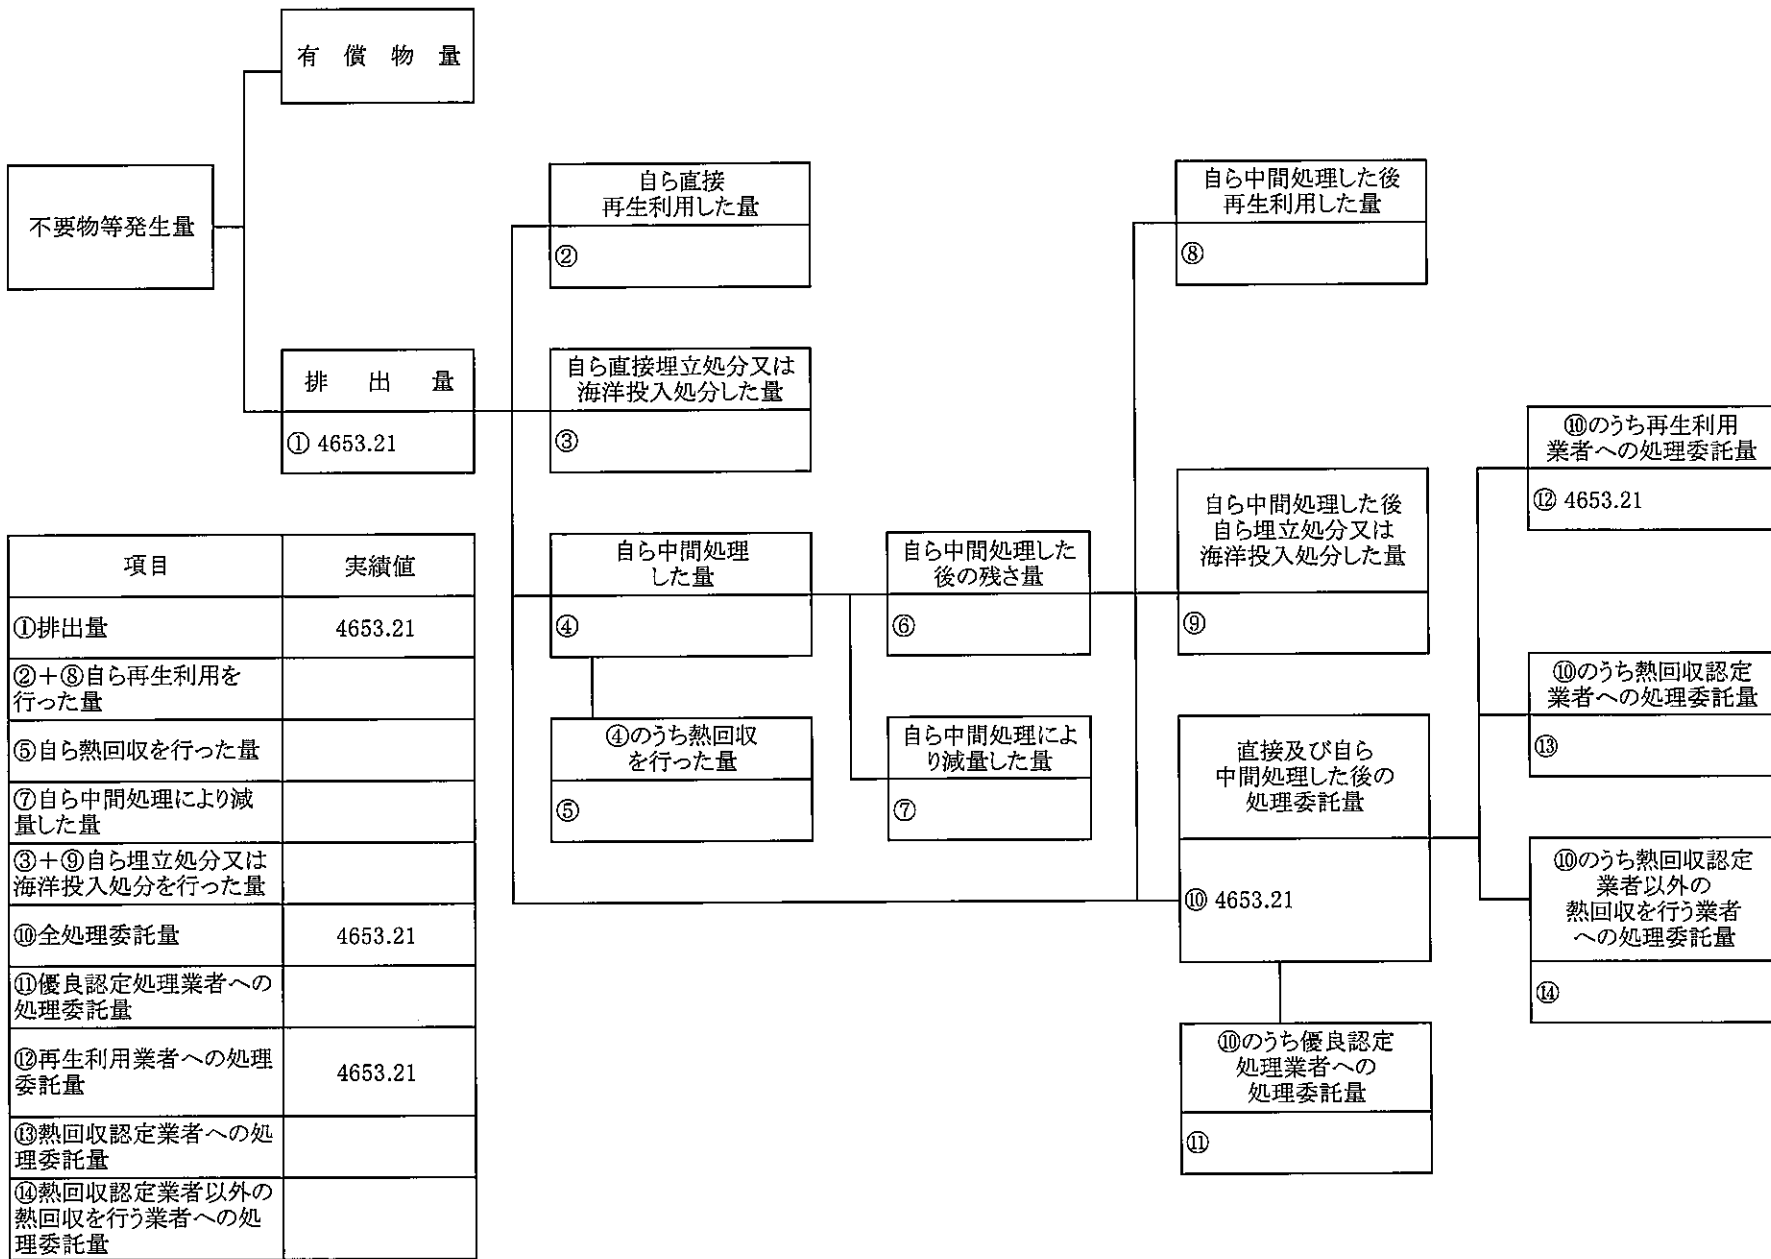 有償物量
不要物等発生量
排出量
① 4653.21
自ら直接
再生利用した量
②
自ら直接埋立処分又は
海洋投入処分した量
③
自ら中間処理
した量
④
④のうち熱回収
を行った量
⑤
自ら中間処理した
後の残さ量
⑥
自ら中間処理によ
り減量した量
⑦
自ら中間処理した後
再生利用した量
⑧
自ら中間処理した後
自ら埋立処分又は
海洋投入処分した量
⑨
直接及び自ら
中間処理した後の
処理委託量
⑩ 4653.21
⑩のうち優良認定
処理業者への
処理委託量
⑪
⑩のうち再生利用
業者への処理委託量
⑫ 4653.21
⑩のうち熱回収認定
業者への処理委託量
⑬
⑩のうち熱回収認定
業者以外の
熱回収を行う業者
への処理委託量
⑭
項目 実績値
①排出量 4653.21
②＋⑧自ら再生利用を
行った量
⑤自ら熱回収を行った量
⑦自ら中間処理により減
量した量
③＋⑨自ら埋立処分又は
海洋投入処分を行った量
⑩全処理委託量 4653.21
⑪優良認定処理業者への
処理委託量
⑫再生利用業者への処理
委託量 4653.21
⑬熱回収認定業者への処
理委託量
⑭熱回収認定業者以外の
熱回収を行う業者への処
理委託量